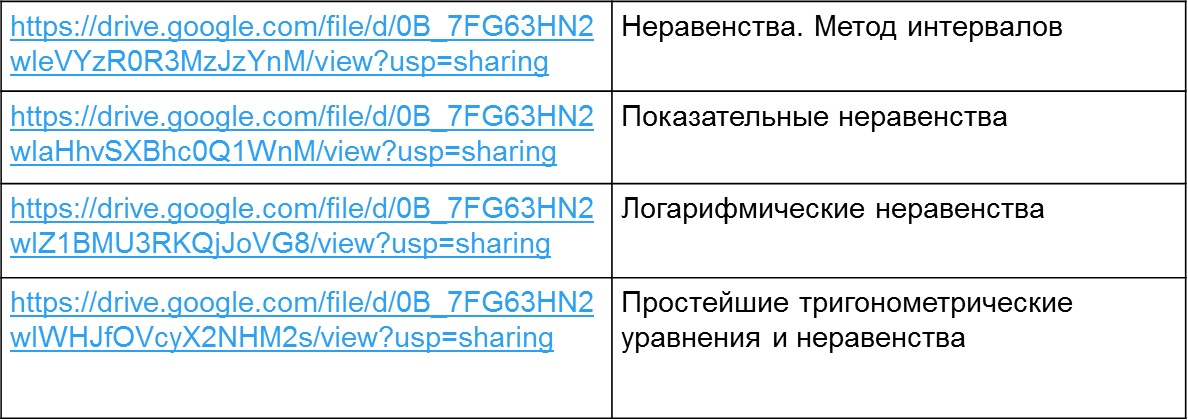 https://drive.google.com/file/d/0B_7FG63HN2
wleVYzR0R3MzJzYnM/view?usp=sharing
Неравенства. Метод интервалов
https://drive.google.com/file/d/0B_7FG63HN2
wlaHhvSXBhc0Q1WnM/view?usp=sharing
Показательные неравенства
https://drive.google.com/file/d/0B_7FG63HN2
wlZ1BMU3RKQjJoVG8/view?usp=sharing
Логарифмические неравенства
https://drive.google.com/file/d/0B_7FG63HN2
wlWHJfOVcyX2NHM2s/view?usp=sharing
Простейшие тригонометрические
уравнения и неравенства